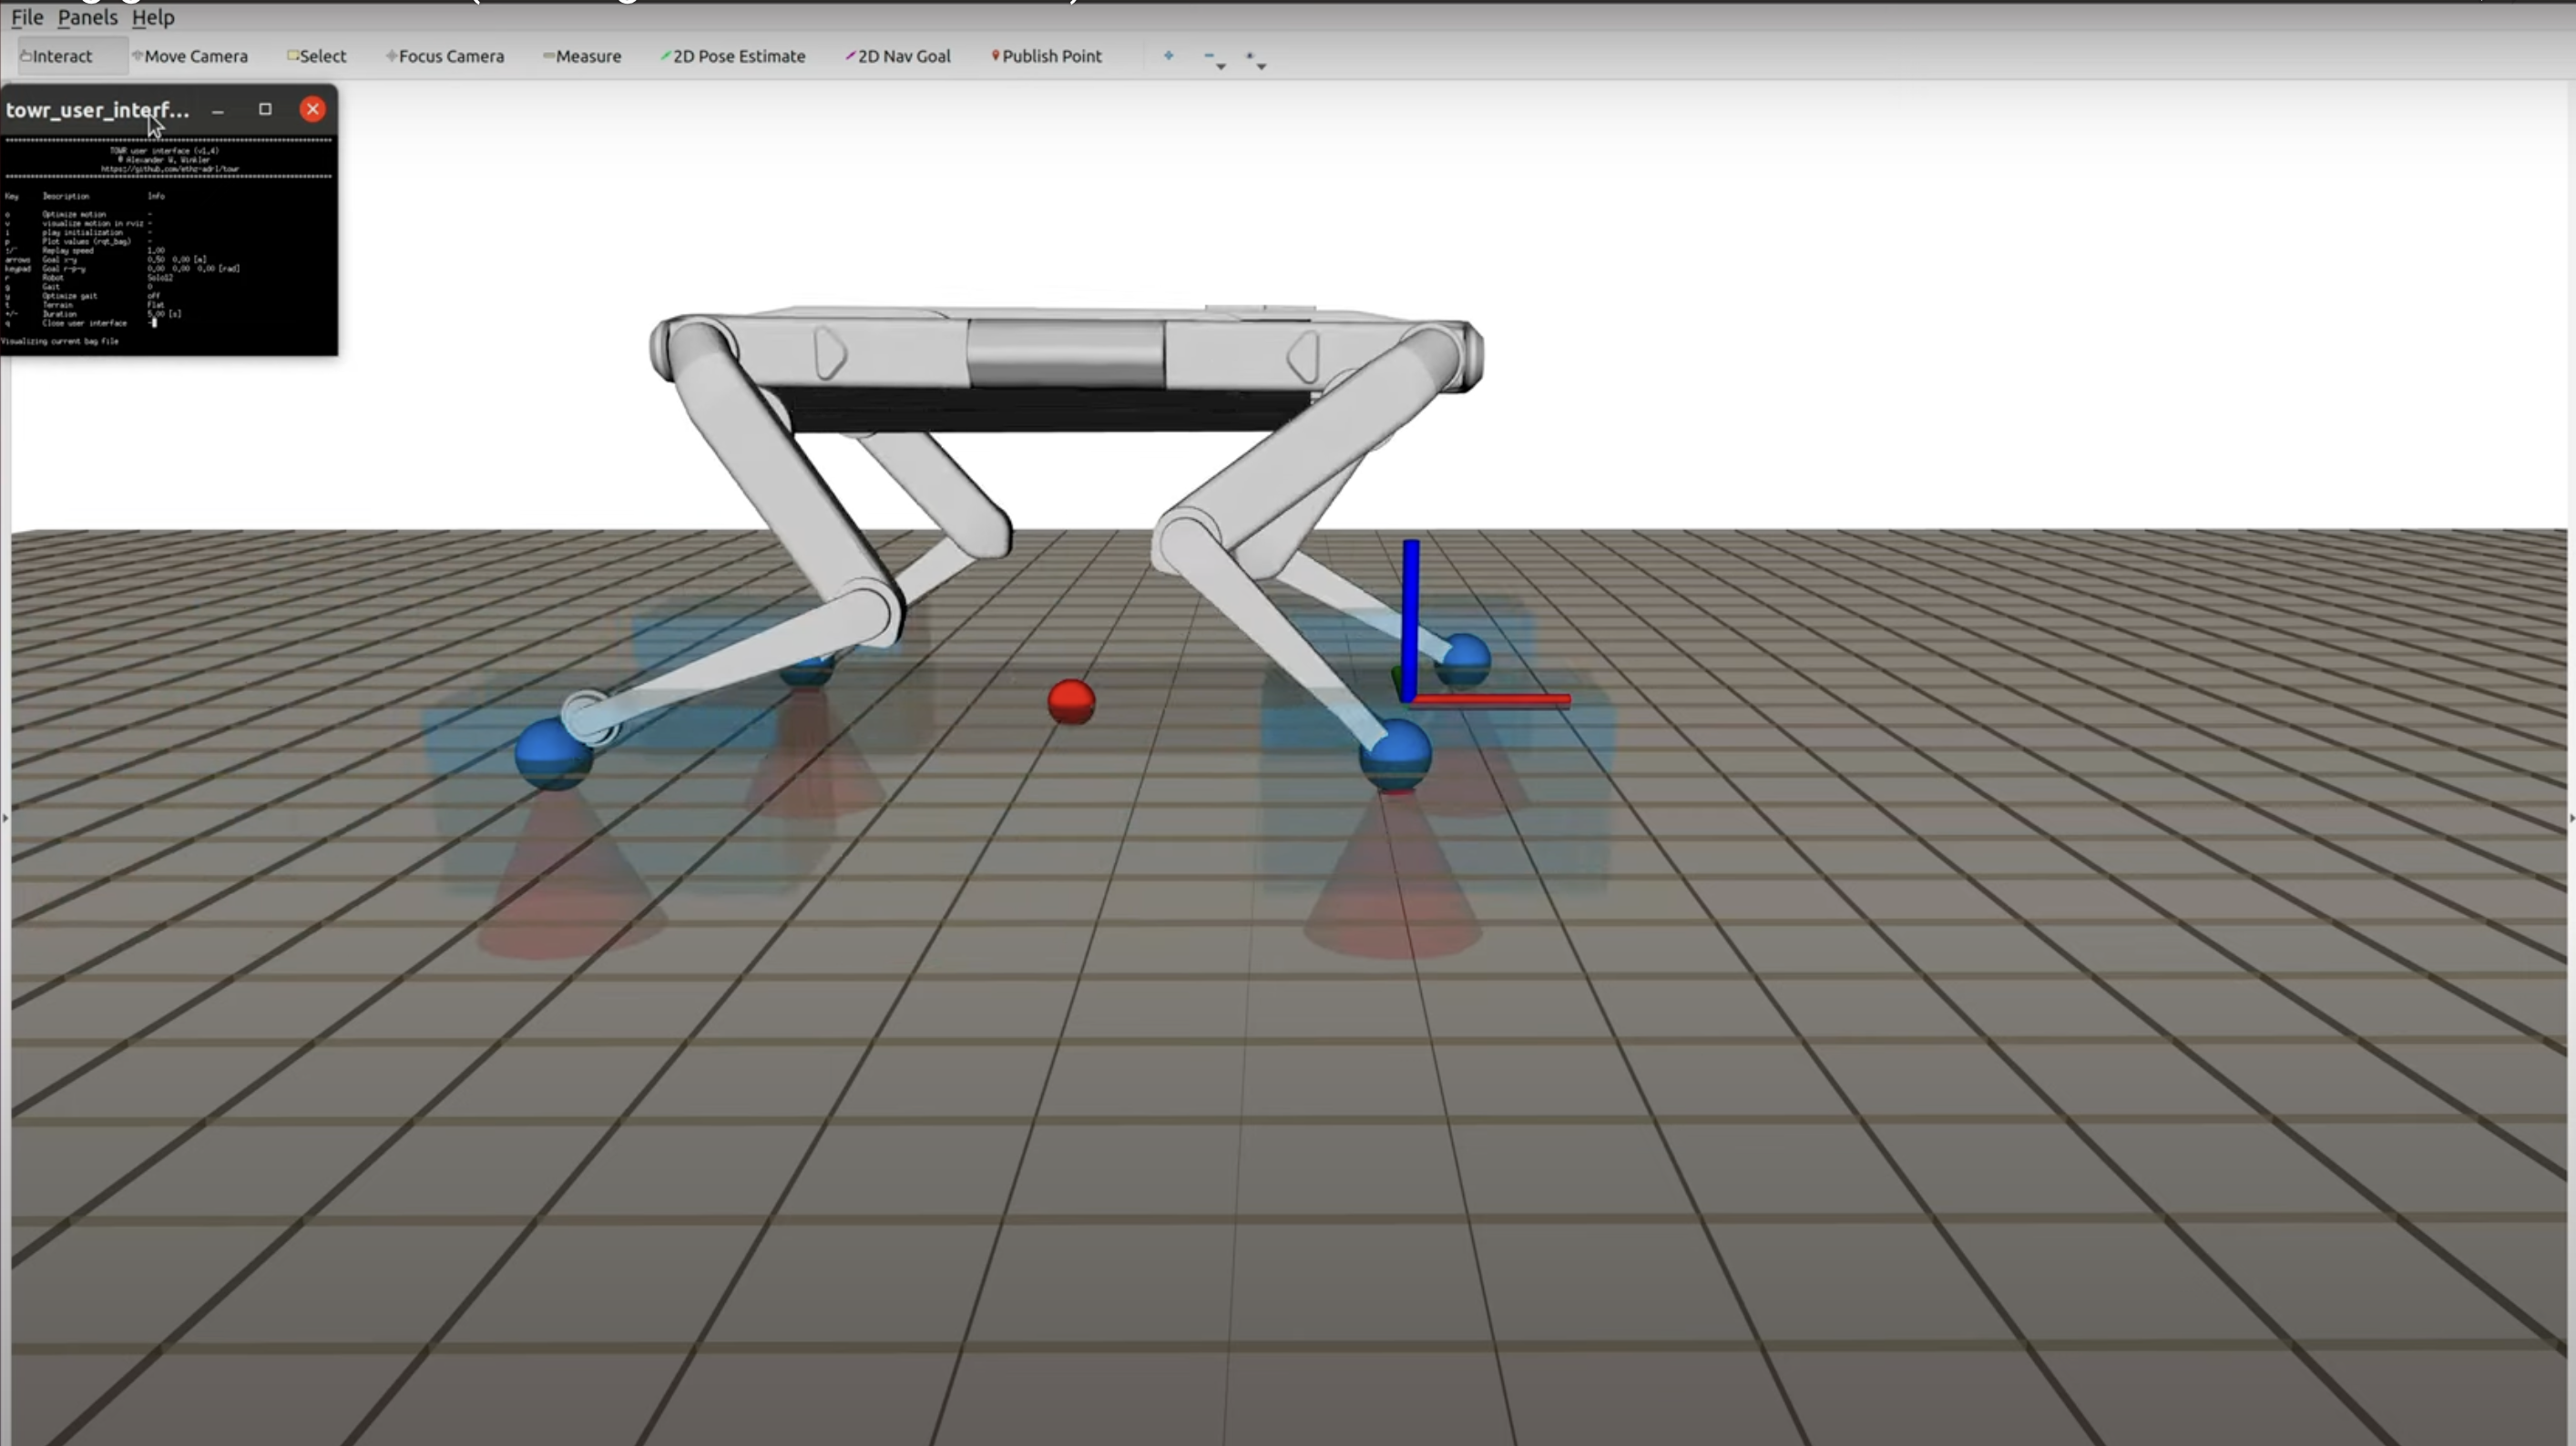 File Panels Help
Interact Move Camera Select Focus Camera Measure 2D Pose Estimate 2D Nav Goal Publish Point
towr_user_interf...
TOWR user interface (v1.4)
© Alexander W. Winkler
https://github.com/ethz-adrl/towr
Key Description Info
o Optimize motion -
v visualize motion in rviz -
i play initialization -
p Plot values (rqt_bag) -
Replay speed 1.00
arrows Goal x-y 0.50 0.00 [m]
keypad Goal r-p-y 0.00 0.00 0.00 [rad]
r Robot Solo12
g Gait 0
y Optimize gait off
t Terrain Flat
+/- Duration 5.00 [s]
q Close user interface -
Visualizing current bag file